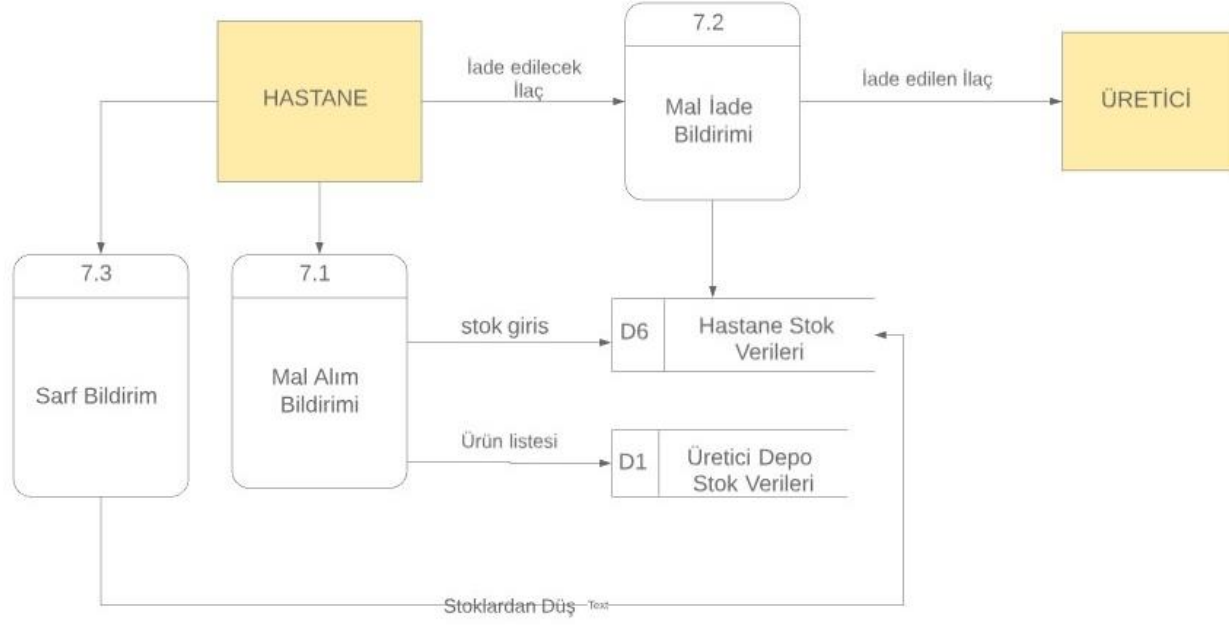 7.2
HASTANE
İade edilecek
İlaç
Mal İade
Bildirimi
İade edilen İlaç
ÜRETİCİ
7.3
7.1
Sarf Bildirim
Mal Alım
Bildirimi
stok giris
D6
Hastane Stok
Verileri
Ürün listesi
D1
Üretici Depo
Stok Verileri
Stoklardan Düş
Text